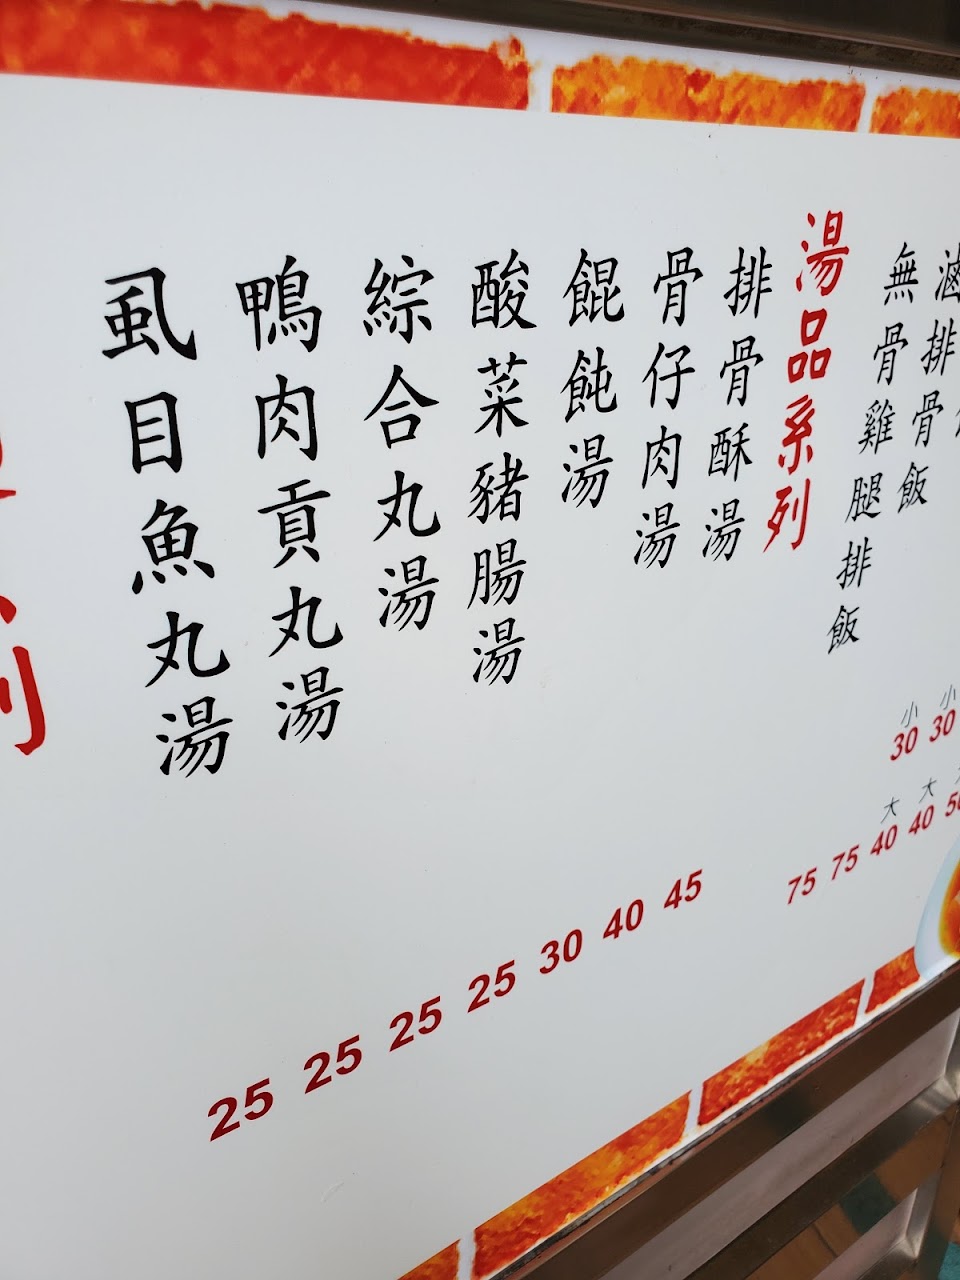 滷排骨飯
無骨雞腿排飯
湯品系列
排骨酥湯
骨仔肉湯
餛飩湯
酸菜豬腸湯
綜合丸湯
鴨肉貢丸湯
虱目魚丸湯
小 30
大 40
小 30
大 40
75
75
45
40
30
25
25
25
25